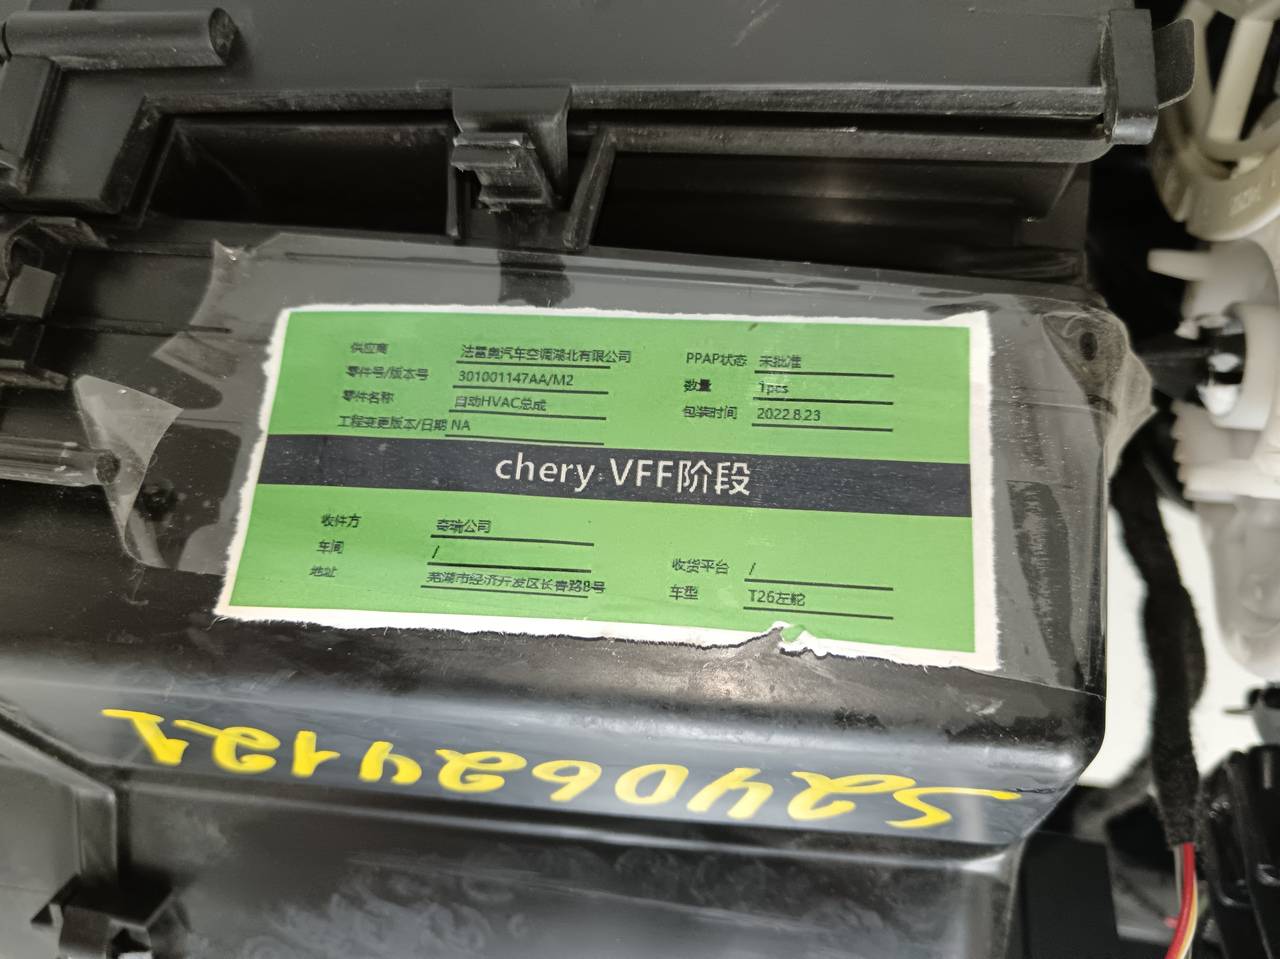 供应商 法雷奥汽车空调湖北有限公司 PPAP状态 未批准
零件号/版本号 301001147AA/M2 数量 1pcs
零件名称 自动HVAC总成 包装时间 2022.8.23
工程变更版本/日期 NA
chery VFF阶段
收件方 奇瑞公司
车间 / 收货平台 /
地址 芜湖市经济开发区长春路8号 车型 T26左舵
S240624121